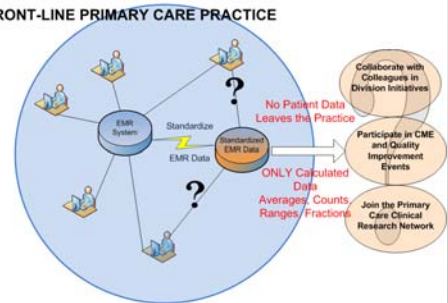 RONT-LINE PRIMARY CARE PRACTICE
EMR
System
Standardize
EMR Data
Standardized
EMR Data
?
?
No Patient Data
Leaves the Practice
ONLY Calculated
Data
Averages, Counts,
Ranges, Fractions
Collaborate with
Colleagues in
Division Initiatives
Participate in CME
and Quality
Improvement
Events
Join the Primary
Care Clinical
Research Network